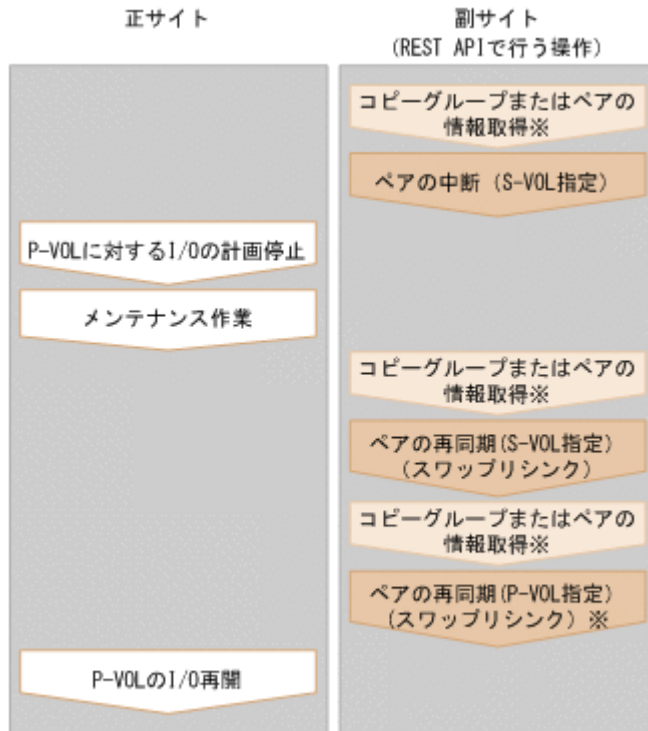 正サイト
副サイト
(REST APIで行う操作)
コピーグループまたはペアの
情報取得※
ペアの中断 (S-VOL指定)
P-VOLに対するI/Oの計画停止
メンテナンス作業
コピーグループまたはペアの
情報取得※
ペアの再同期(S-VOL指定)
(スワップリシンク)
コピーグループまたはペアの
情報取得※
ペアの再同期(P-VOL指定)
(スワップリシンク) ※
P-VOLのI/O再開